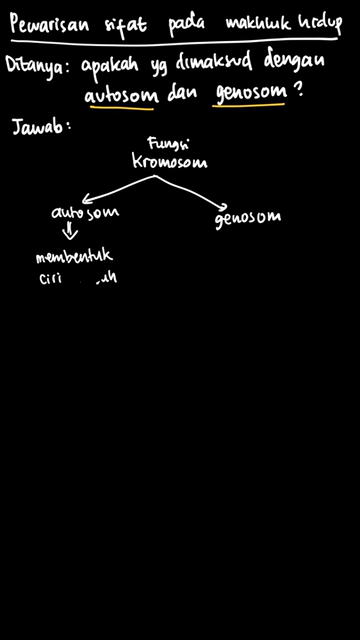 Pewarisan sifat pada makhluk hidup
Ditanya: apakah yg dimaksud dengan
autosom dan genosom?
Jawab:
Fungsi
Kromosom
autosom
genosom
membentuk
ciri